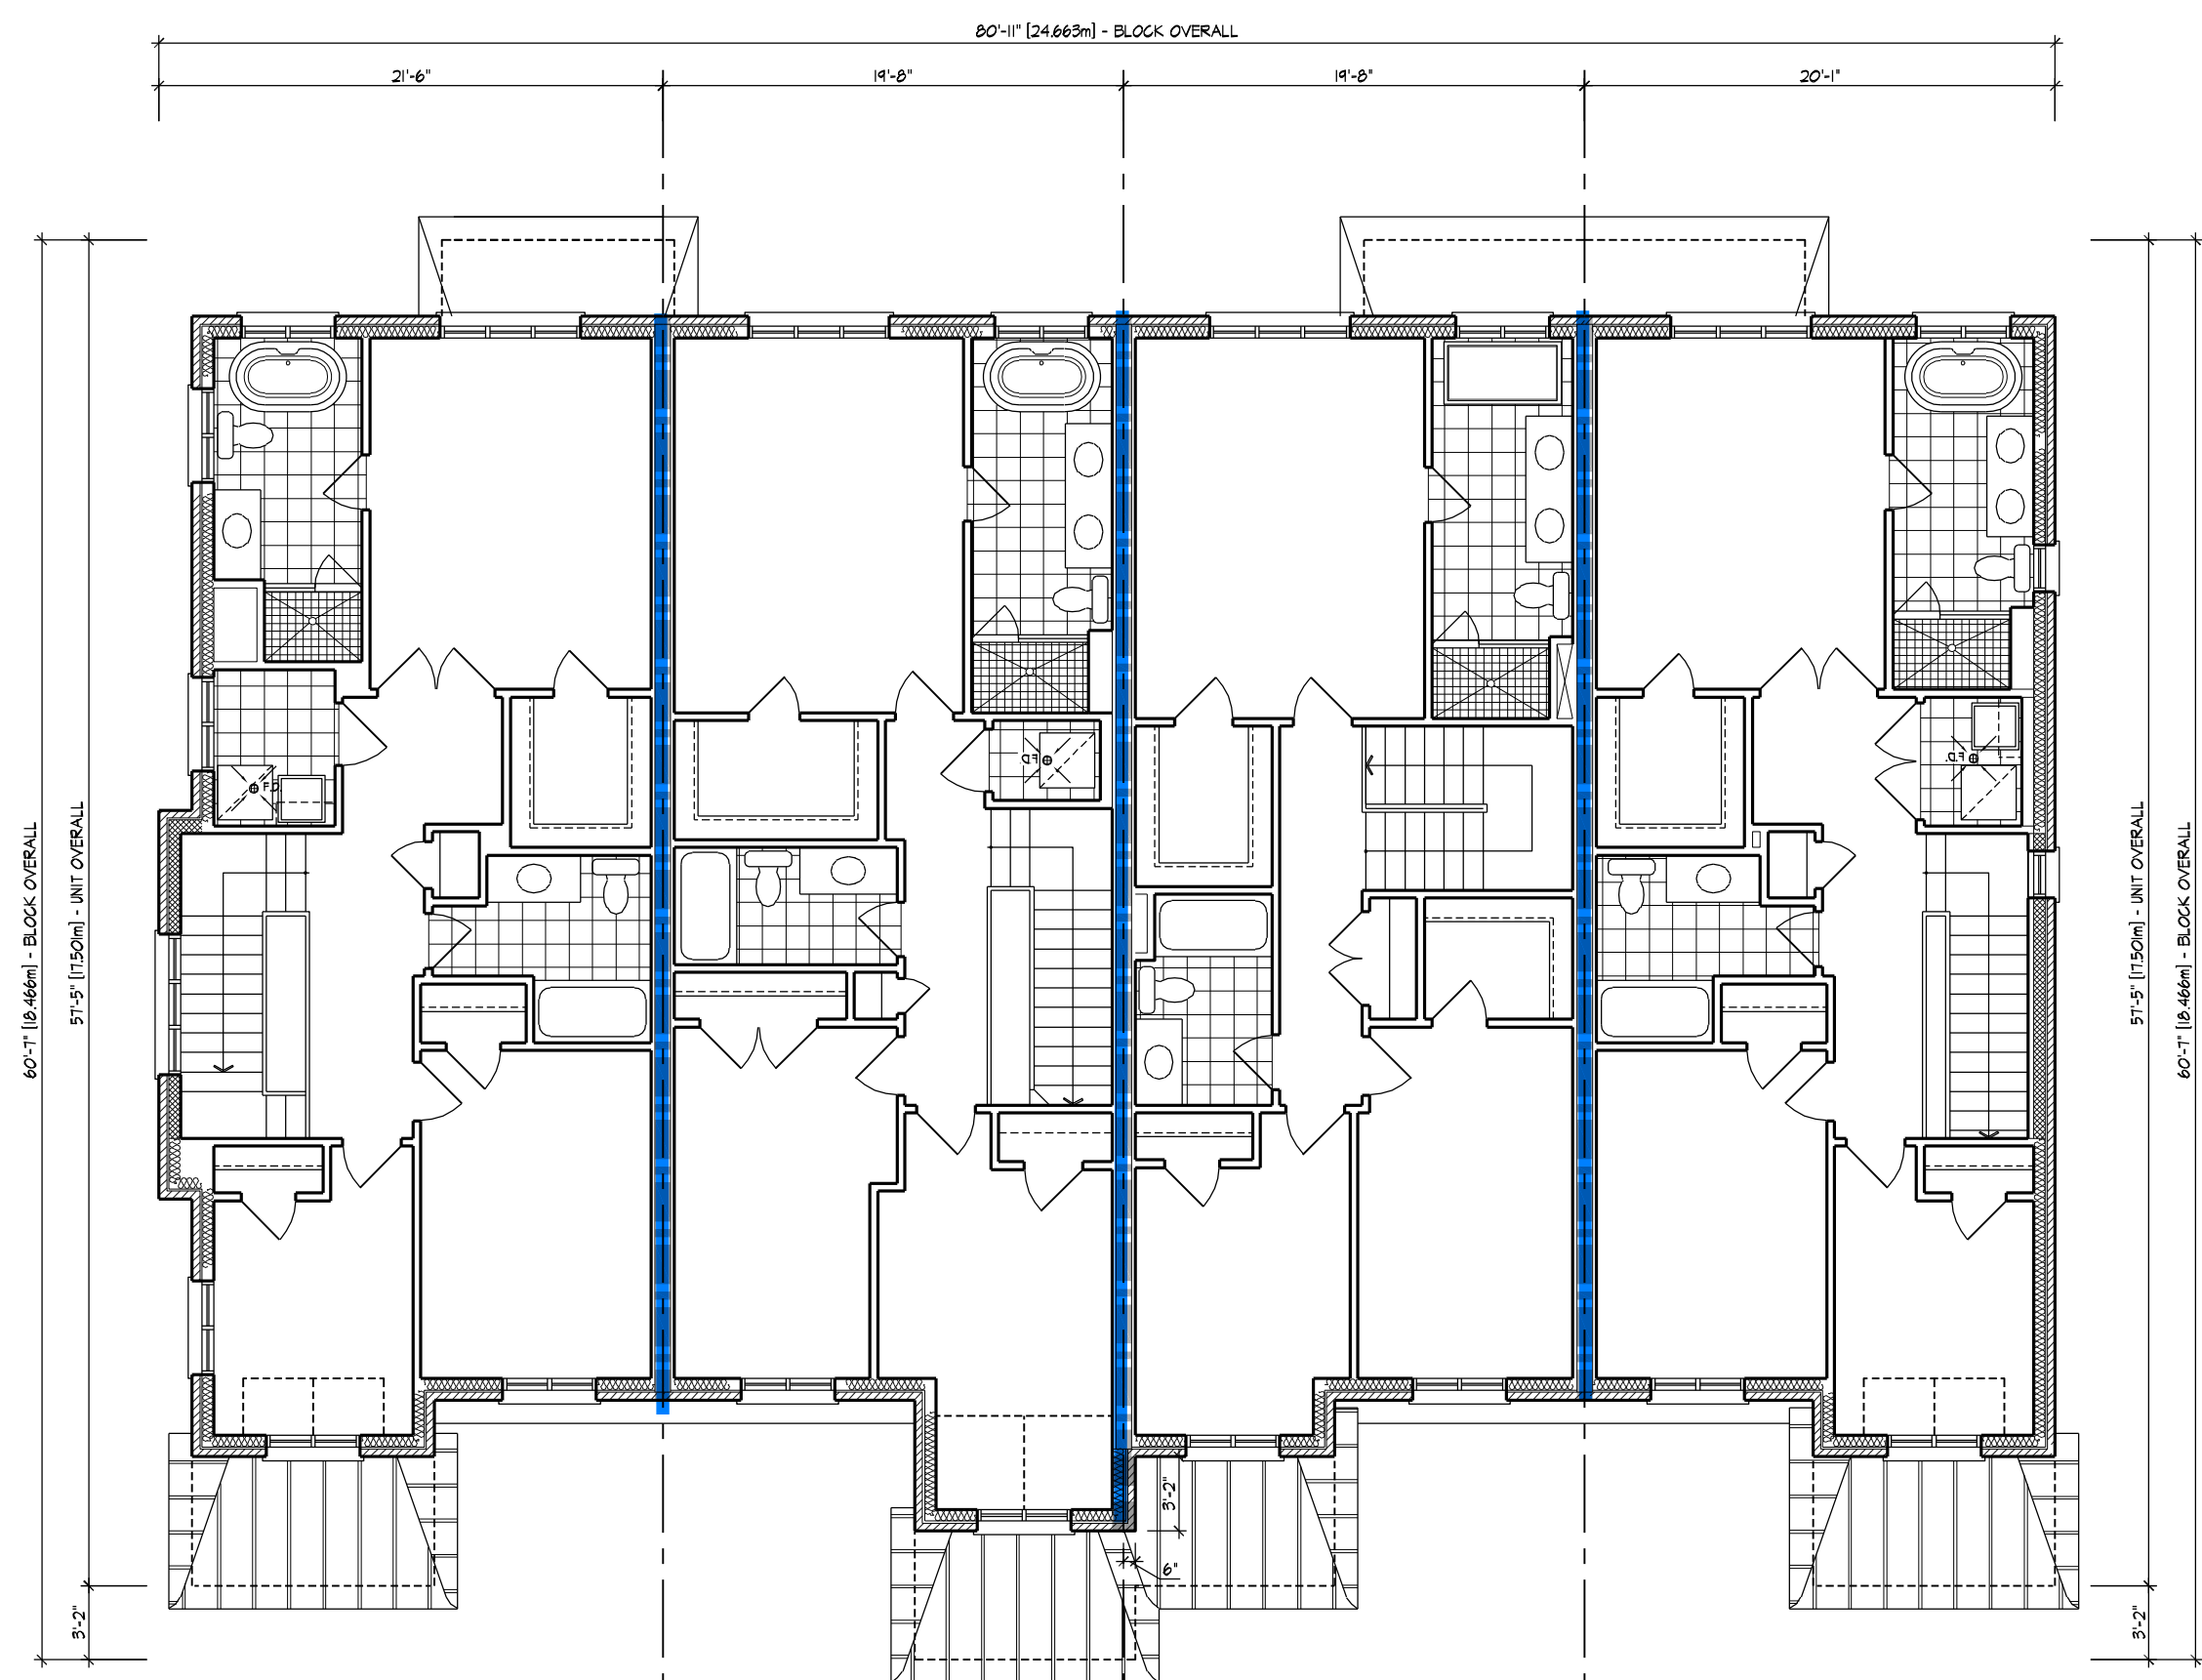 80'-11" [24.663m] - BLOCK OVERALL
21'-6"
19'-8"
19'-8"
20'-1"
60'-7" [18.466m] - BLOCK OVERALL
57'-5" [17.501m] - UNIT OVERALL
57'-5" [17.501m] - UNIT OVERALL
60'-7" [18.466m] - BLOCK OVERALL
F.D.
F.D.
F.D.
3'-2"
6"
3'-2"
3'-2"